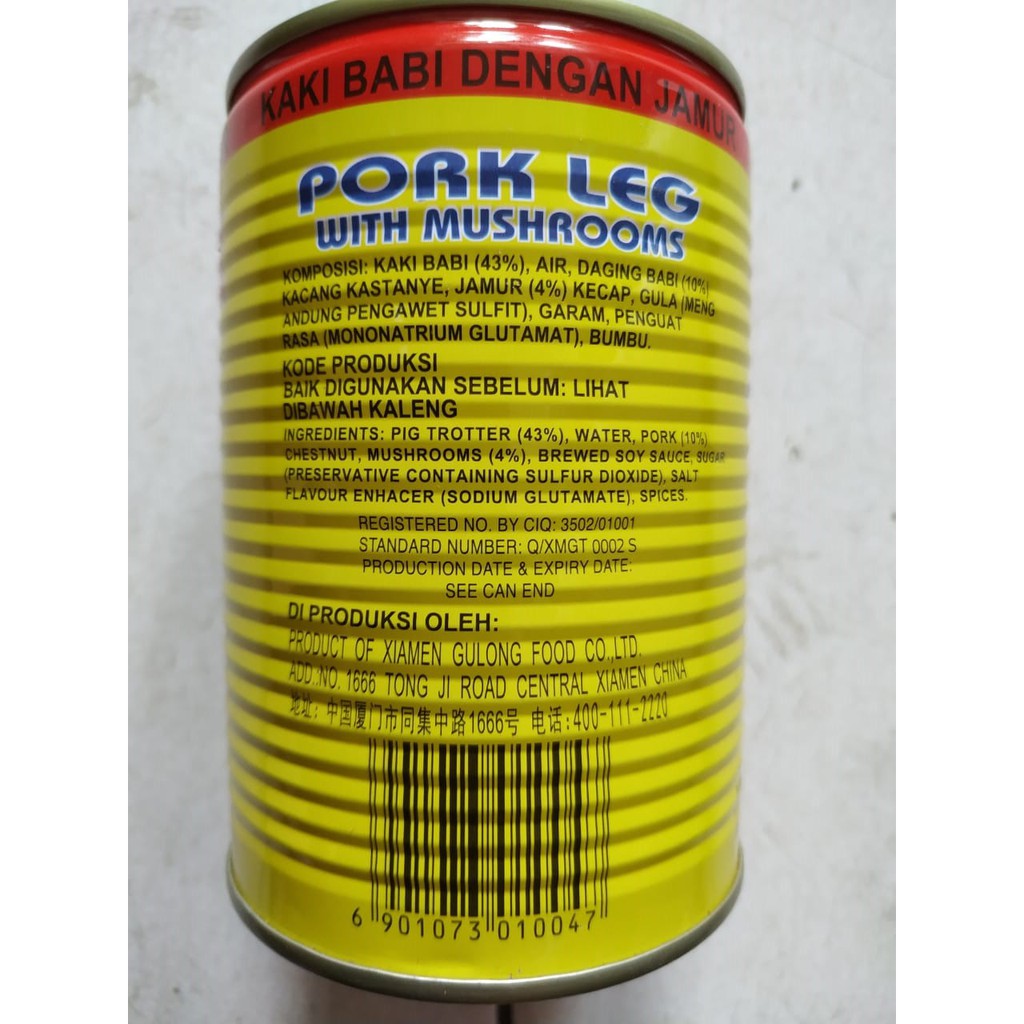 KAKI BABI DENGAN JAMUR
PORK LEG
WITH MUSHROOMS
KOMPOSISI: KAKI BABI (43%), AIR, DAGING BABI (10%)
KACANG KASTANYE, JAMUR (4%) KECAP, GULA (MENG
ANDUNG PENGAWET SULFIT), GARAM, PENGUAT
RASA (MONONATRIUM GLUTAMAT), BUMBU.
KODE PRODUKSI
BAIK DIGUNAKAN SEBELUM: LIHAT
DIBAWAH KALENG
INGREDIENTS: PIG TROTTER (43%), WATER, PORK (10%)
CHESTNUT, MUSHROOMS (4%), BREWED SOY SAUCE, SUGAR
(PRESERVATIVE CONTAINING SULFUR DIOXIDE), SALT
FLAVOUR ENHACER (SODIUM GLUTAMATE), SPICES.
REGISTERED NO. BY CIQ: 3502/01001
STANDARD NUMBER: Q/XMGT 0002 S
PRODUCTION DATE & EXPIRY DATE:
SEE CAN END
DI PRODUKSI OLEH:
PRODUCT OF XIAMEN GULONG FOOD CO.,LTD.
ADD:NO. 1666 TONG JI ROAD CENTRAL XIAMEN CHINA
地址: 中国厦门市同集中路1666号 电话:400-111-2220
6 901073 010047